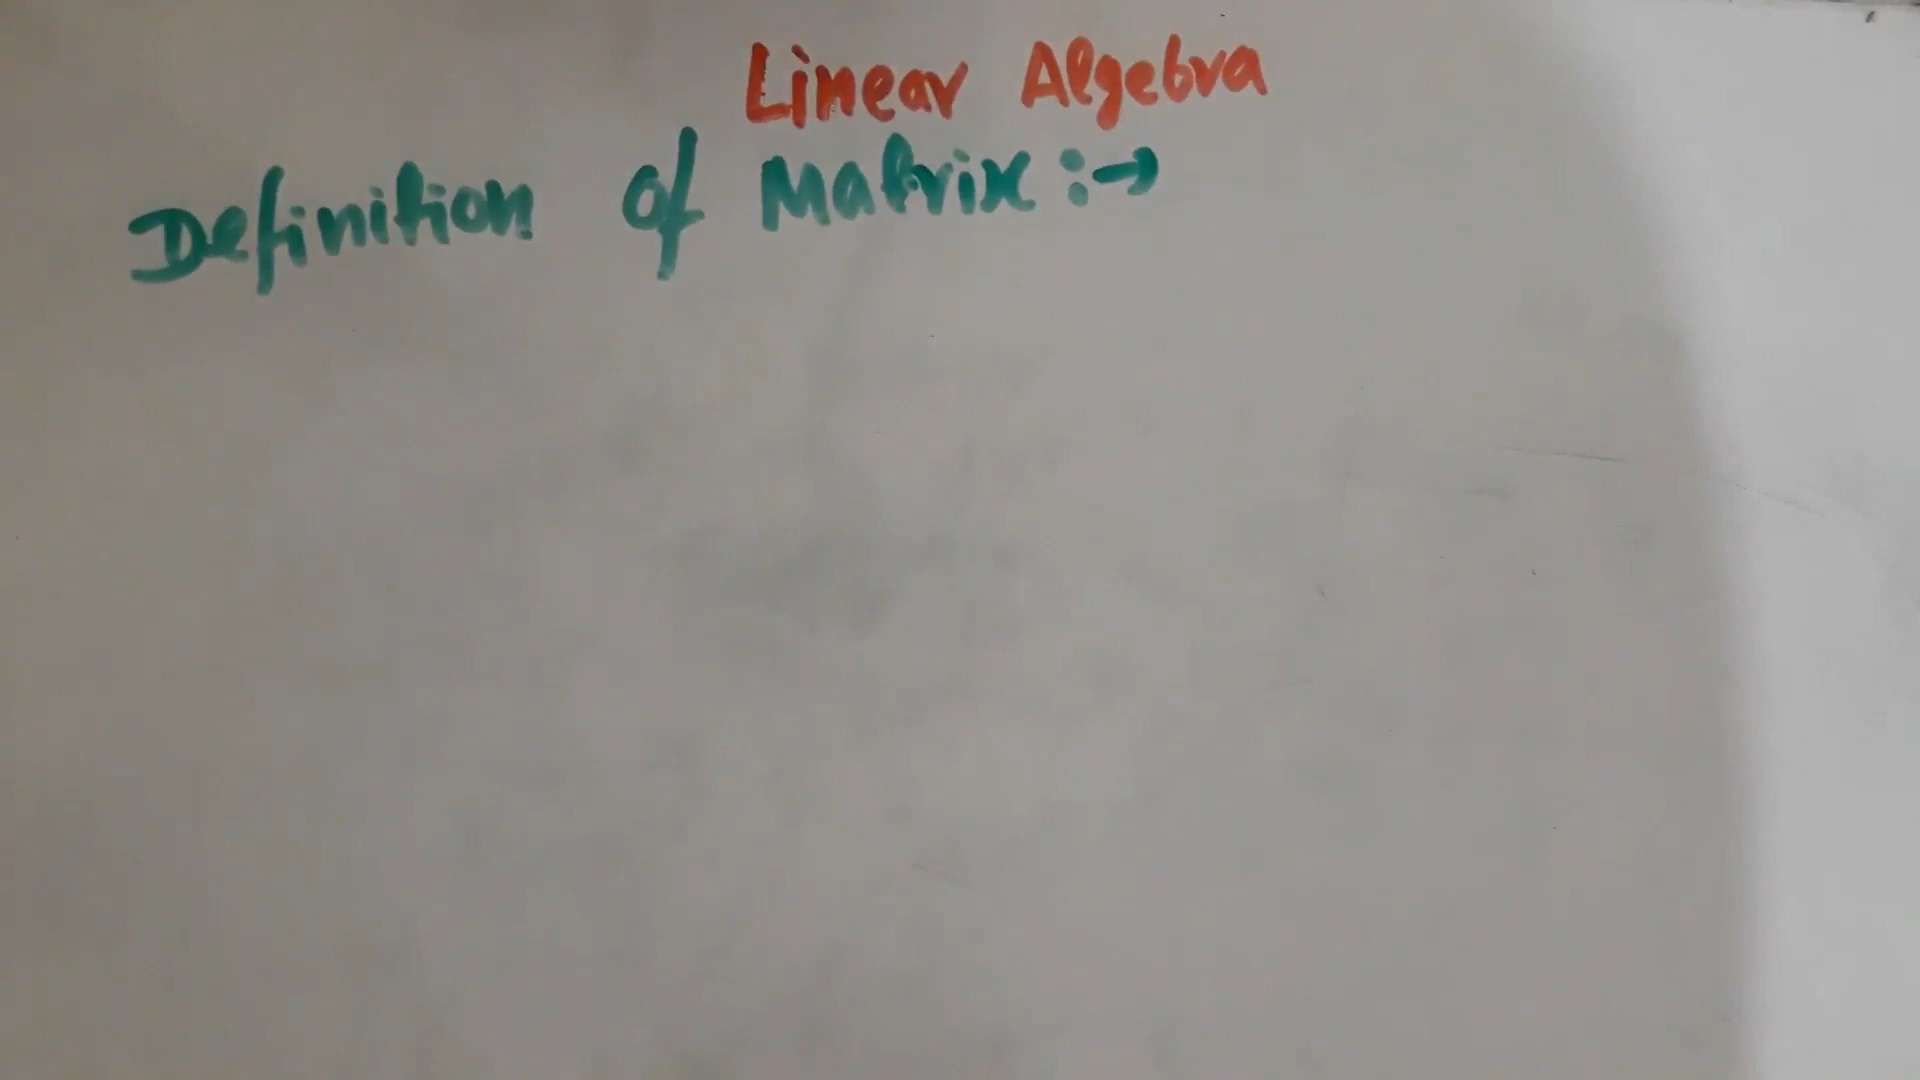 Linear Algebra
Definition of Matrix :→